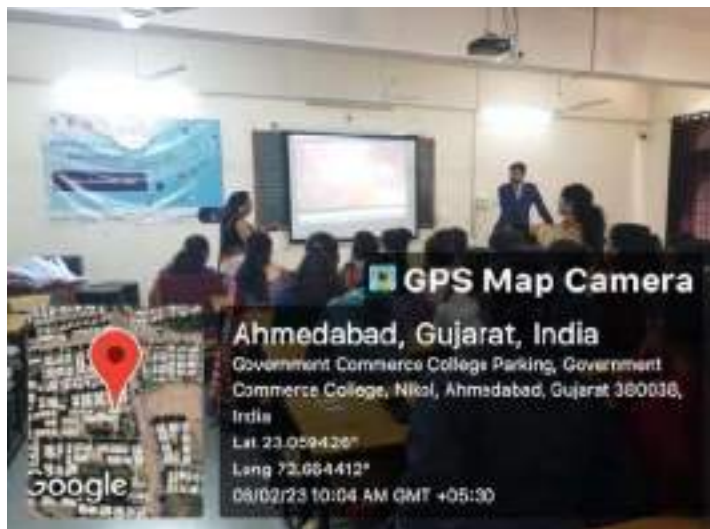 GPS Map Camera
Ahmedabad, Gujarat, India
Government Commerce College Parking, Government
Commerce College, Nikol, Ahmedabad, Gujarat 380038,
India
Lat 23.059426°
Long 72.664412°
08/02/23 10:04 AM GMT +05:30
Google